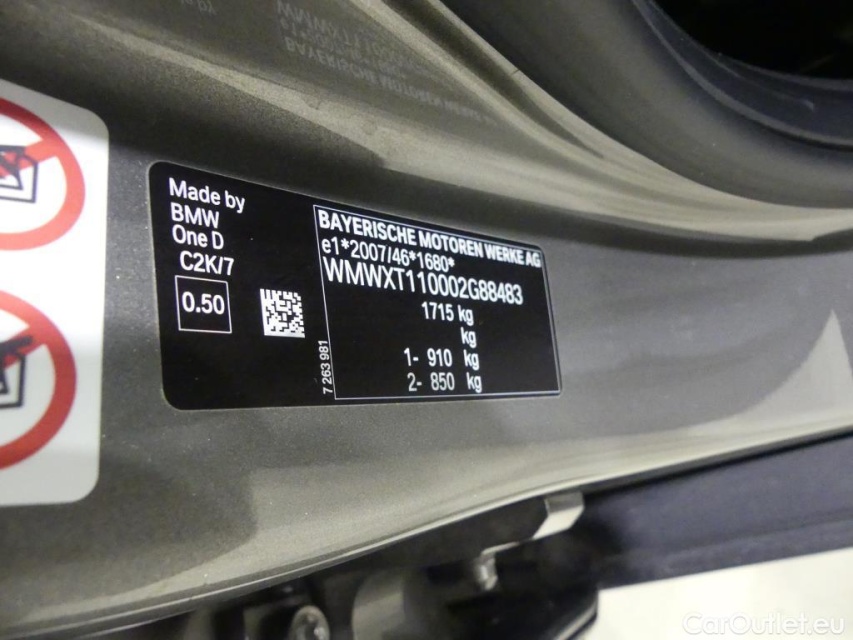 Made by
BMW
One D
C2K/7
0.50
7 263 981
BAYERISCHE MOTOREN WERKE AG
e1*2007/46*1680*
WMWXT110002G88483
1715 kg
kg
1- 910 kg
2- 850 kg
CarOutlet.eu